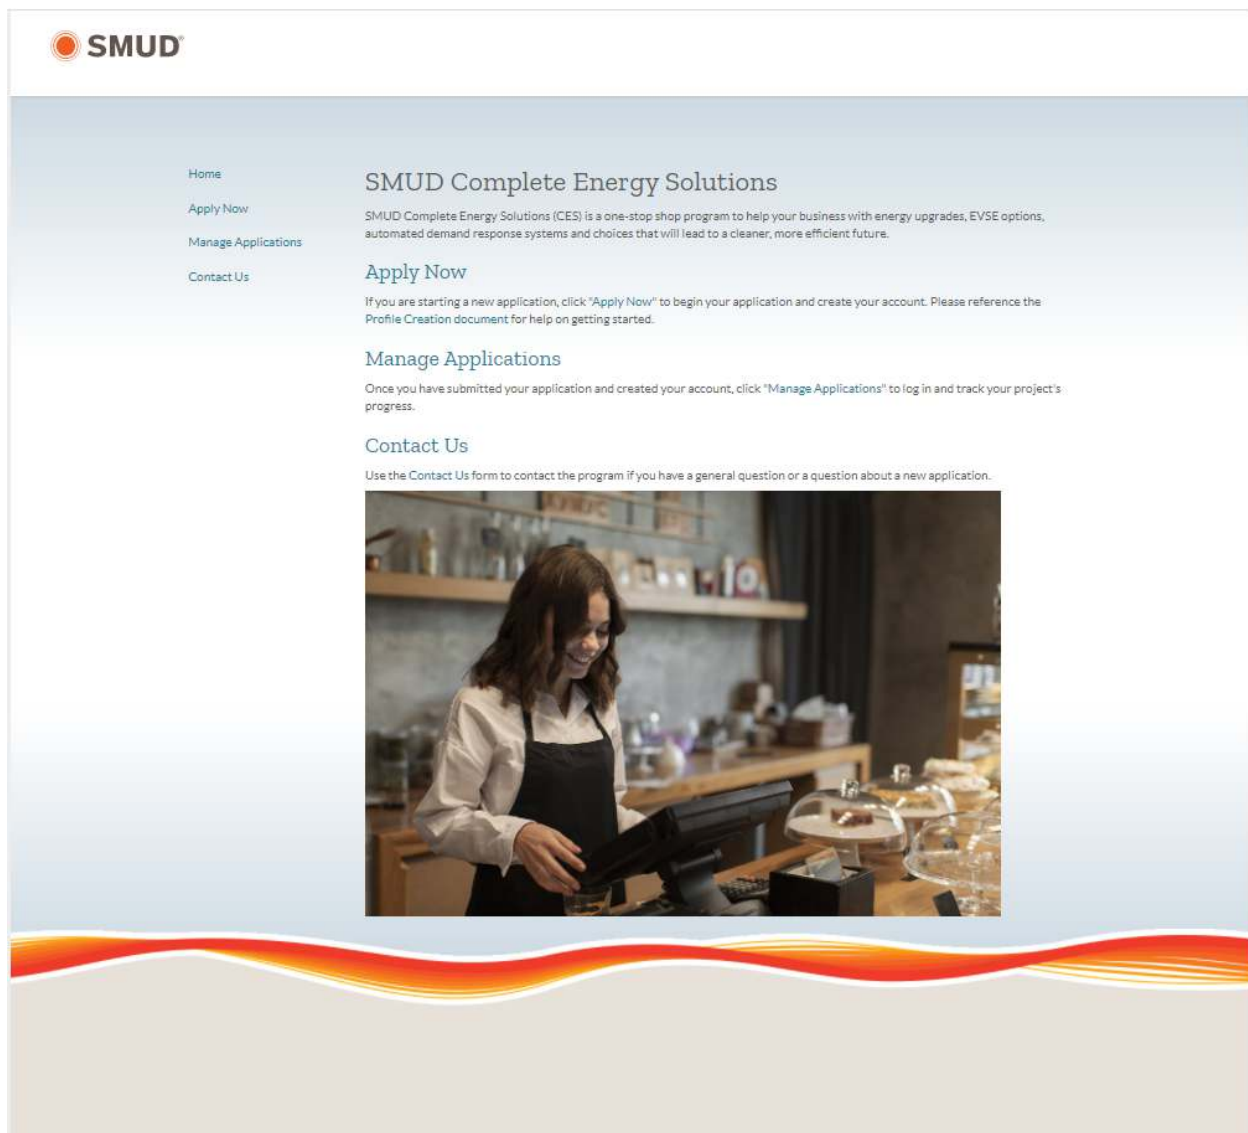 SMUD®
Home
Apply Now
Manage Applications
Contact Us
SMUD Complete Energy Solutions
SMUD Complete Energy Solutions (CES) is a one-stop shop program to help your business with energy upgrades, EVSE options,
automated demand response systems and choices that will lead to a cleaner, more efficient future.
Apply Now
If you are starting a new application, click "Apply Now" to begin your application and create your account. Please reference the
Profile Creation document for help on getting started.
Manage Applications
Once you have submitted your application and created your account, click "Manage Applications" to log in and track your project's
progress.
Contact Us
Use the Contact Us form to contact the program if you have a general question or a question about a new application.